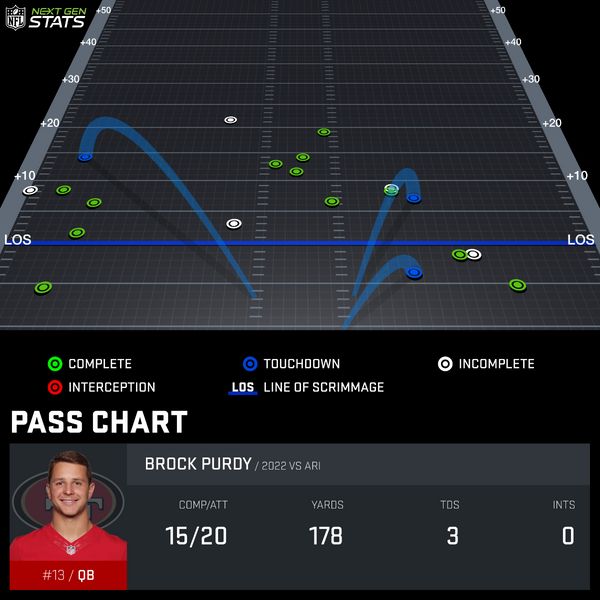 NFL NEXT GEN
STATS
+50 +50
+40 +40
+30 +30
+20 +20
+10 +10
LOS LOS
COMPLETE TOUCHDOWN INCOMPLETE
INTERCEPTION LOS LINE OF SCRIMMAGE
PASS CHART
BROCK PURDY / 2022 VS ARI
COMP/ATT YARDS TDS INTS
15/20 178 3 0
#13 / QB